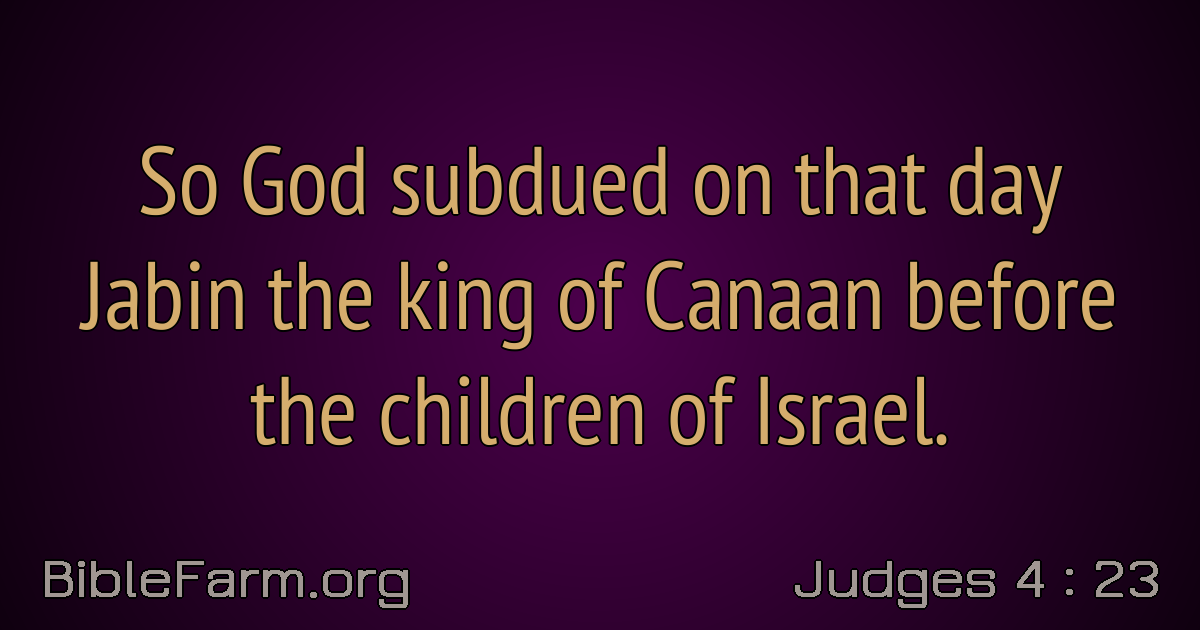 So God subdued on that day
Jabin the king of Canaan before
the children of Israel.
BibleFarm.org
Judges 4 : 23